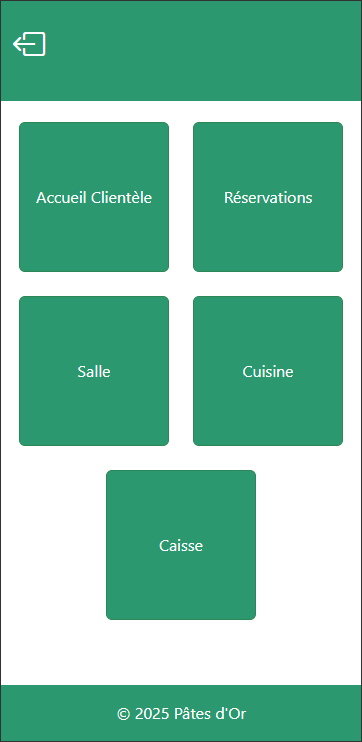 Accueil Clientèle
Réservations
Salle
Cuisine
Caisse
© 2025 Pâtes d'Or